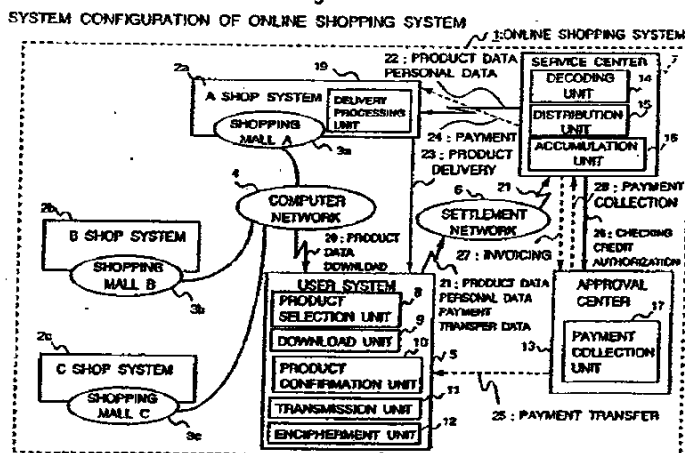 SYSTEM CONFIGURATION OF ONLINE SHOPPING SYSTEM
1:ONLINE SHOPPING SYSTEM
2a
19
22 : PRODUCT DATA
PERSONAL DATA
SERVICE CENTER
7
A SHOP SYSTEM
DELIVERY
PROCESSING
UNIT
DECODING
UNIT
14
DISTRIBUTION
UNIT
15
ACCUMULATION
UNIT
16
SHOPPING
MALL A
3a
24 : PAYMENT
23 : PRODUCT
DELIVERY
4
COMPUTER
NETWORK
6
21
SETTLEMENT
NETWORK
28 : PAYMENT
COLLECTION
26 : CHECKING
CREDIT
AUTHORIZATION
2b
B SHOP SYSTEM
SHOPPING
MALL B
3b
20 : PRODUCT
DATA
DOWNLOAD
27 : INVOICING
USER SYSTEM
PRODUCT
SELECTION UNIT
8
DOWNLOAD UNIT
9
PRODUCT
CONFIRMATION UNIT
10
5
TRANSMISSION UNIT
11
ENCIPHERMENT UNIT
12
21 : PRODUCT DATA
PERSONAL DATA
PAYMENT
TRANSFER DATA
APPROVAL
CENTER
17
PAYMENT
COLLECTION
UNIT
13
2c
C SHOP SYSTEM
SHOPPING
MALL C
3c
25 : PAYMENT TRANSFER